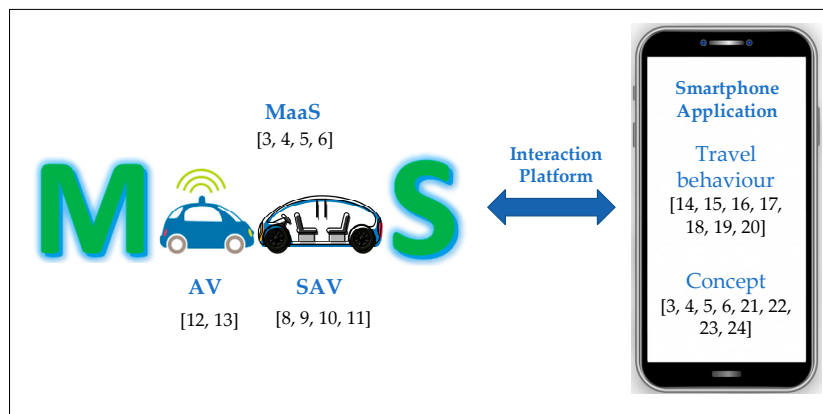 MaaS
[3, 4, 5, 6]
M S
AV
[12, 13]
SAV
[8, 9, 10, 11]
Interaction
Platform
Smartphone
Application
Travel
behaviour
[14, 15, 16, 17,
18, 19, 20]
Concept
[3, 4, 5, 6, 21, 22,
23, 24]